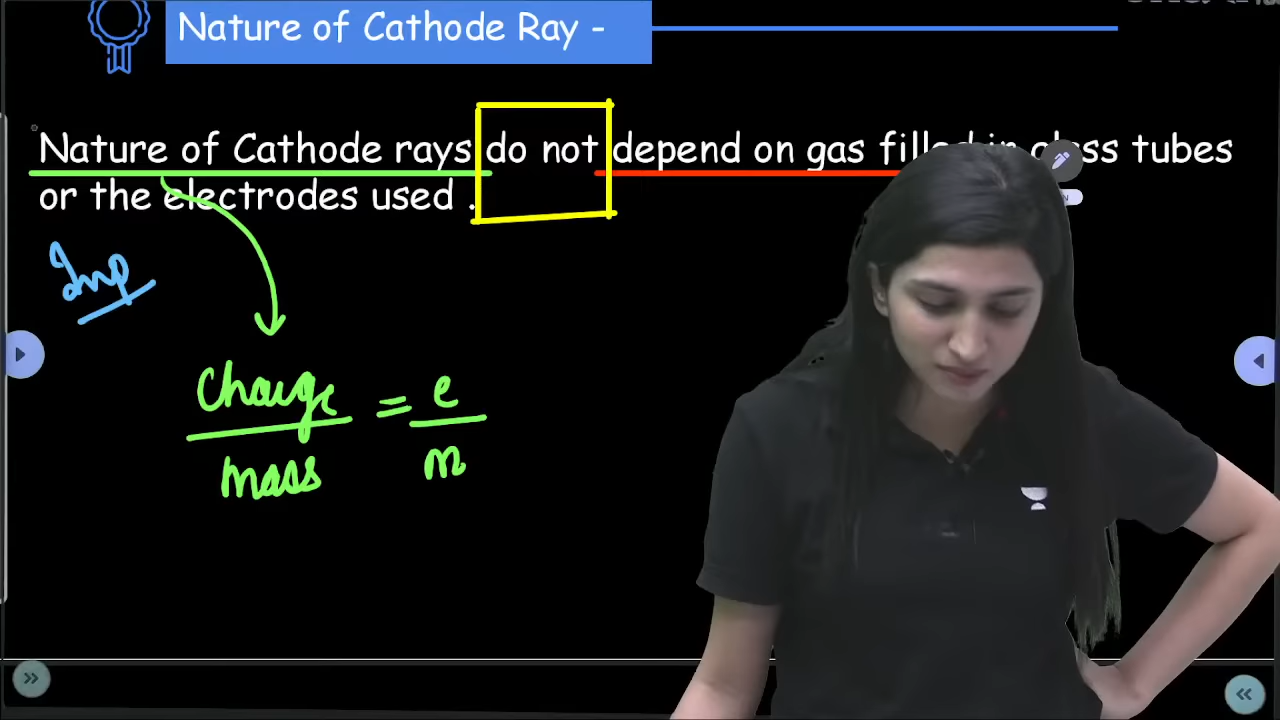 Nature of Cathode Ray -
Nature of Cathode rays do not depend on gas filled in glass tubes
or the electrodes used .
Imp
Charge = e
mass m